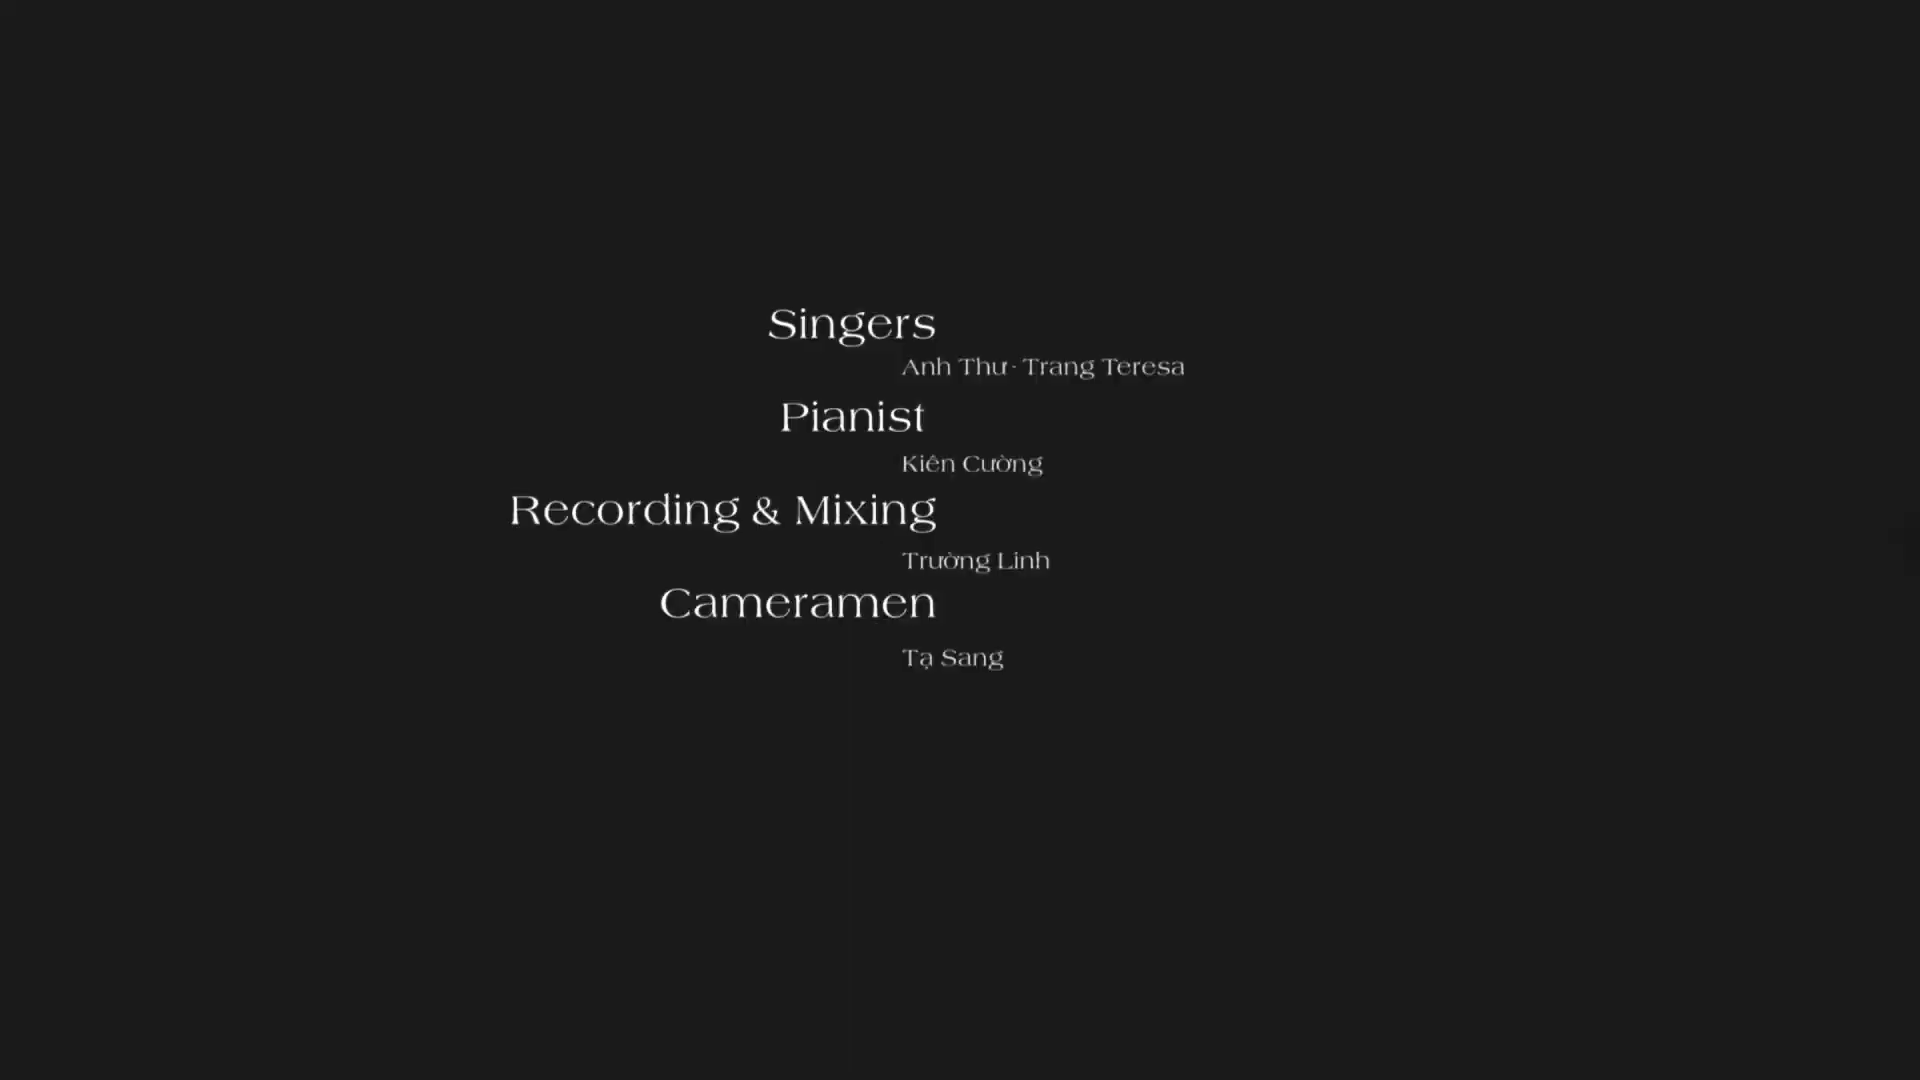 Singers
Anh Thư - Trang Teresa
Pianist
Kiên Cường
Recording & Mixing
Trường Linh
Cameramen
Tạ Sang